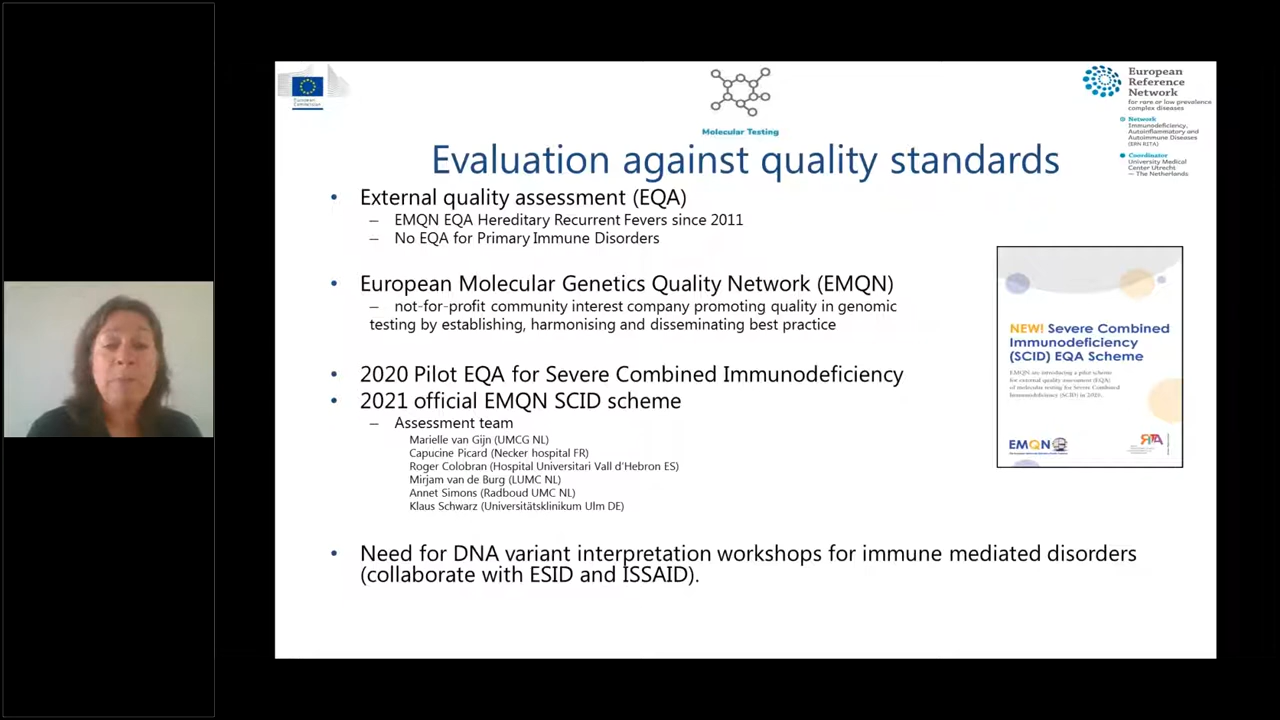 European
Commission
Molecular Testing
European
Reference
Network
for rare or low prevalence
complex diseases
Network
Immunodeficiency,
Autoinflammatory and
Autoimmune Diseases
(ERN RITA)
Coordinator
University Medical
Center Utrecht
— The Netherlands
Evaluation against quality standards
• External quality assessment (EQA)
– EMQN EQA Hereditary Recurrent Fevers since 2011
– No EQA for Primary Immune Disorders
• European Molecular Genetics Quality Network (EMQN)
– not-for-profit community interest company promoting quality in genomic
testing by establishing, harmonising and disseminating best practice
• 2020 Pilot EQA for Severe Combined Immunodeficiency
• 2021 official EMQN SCID scheme
– Assessment team
Marielle van Gijn (UMCG NL)
Capucine Picard (Necker hospital FR)
Roger Colobran (Hospital Universitari Vall d'Hebron ES)
Mirjam van de Burg (LUMC NL)
Annet Simons (Radboud UMC NL)
Klaus Schwarz (Universitätsklinikum Ulm DE)
NEW! Severe Combined
Immunodeficiency
(SCID) EQA Scheme
EMQN are introducing a pilot scheme
for external quality assessment (EQA)
of molecular testing for Severe Combined
Immunodeficiency (SCID) in
EMQN
RITA
• Need for DNA variant interpretation workshops for immune mediated disorders
(collaborate with ESID and ISSAID).